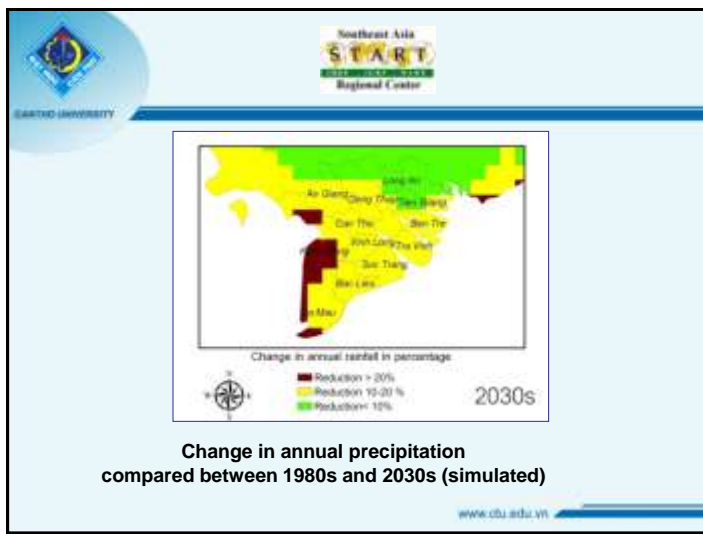 Southeast Asia
START
Regional Center
CANTHO UNIVERSITY
Long An
An Giang
Dong Thap
Tien Giang
Can Tho
Ben Tre
Vinh Long
Tra Vinh
Soc Trang
Bac Lieu
Change in annual rainfall in percentage
Reduction > 20%
Reduction 10-20 %
Reduction< 10%
2030s
Change in annual precipitation
compared between 1980s and 2030s (simulated)
www.ctu.edu.vn